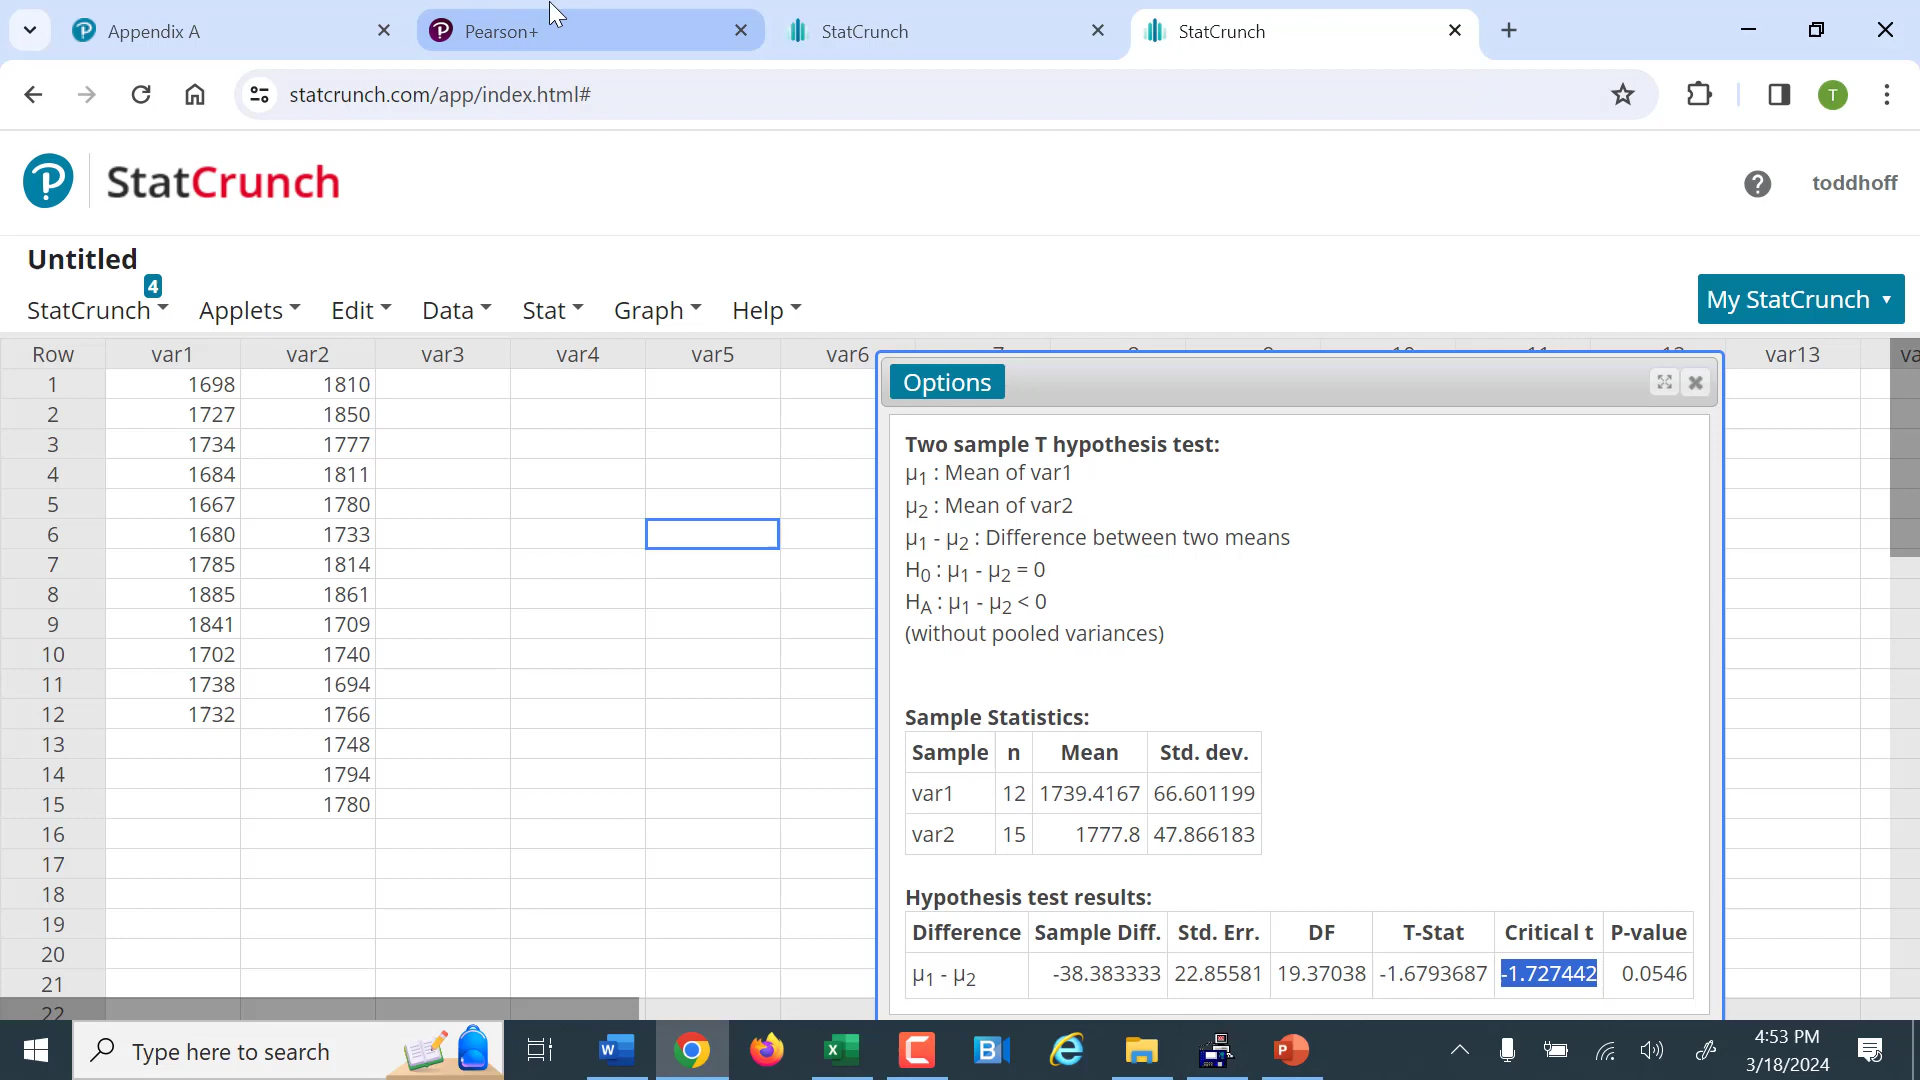 Appendix A
Pearson+
StatCrunch
StatCrunch
statcrunch.com/app/index.html#
T
StatCrunch
toddhoff
Untitled
4
StatCrunch Applets Edit Data Stat Graph Help
My StatCrunch
Row var1 var2 var3 var4 var5 var6 var13
1 1698 1810
2 1727 1850
3 1734 1777
4 1684 1811
5 1667 1780
6 1680 1733
7 1785 1814
8 1885 1861
9 1841 1709
10 1702 1740
11 1738 1694
12 1732 1766
13 1748
14 1794
15 1780
16
17
18
19
20
21
22
Options
Two sample T hypothesis test:
μ1 : Mean of var1
μ2 : Mean of var2
μ1 - μ2 : Difference between two means
H0 : μ1 - μ2 = 0
HA : μ1 - μ2 < 0
(without pooled variances)
Sample Statistics:
Sample n Mean Std. dev.
var1 12 1739.4167 66.601199
var2 15 1777.8 47.866183
Hypothesis test results:
Difference Sample Diff. Std. Err. DF T-Stat Critical t P-value
μ1 - μ2 -38.383333 22.85581 19.37038 -1.6793687 -1.727442 0.0546
Type here to search
4:53 PM
3/18/2024